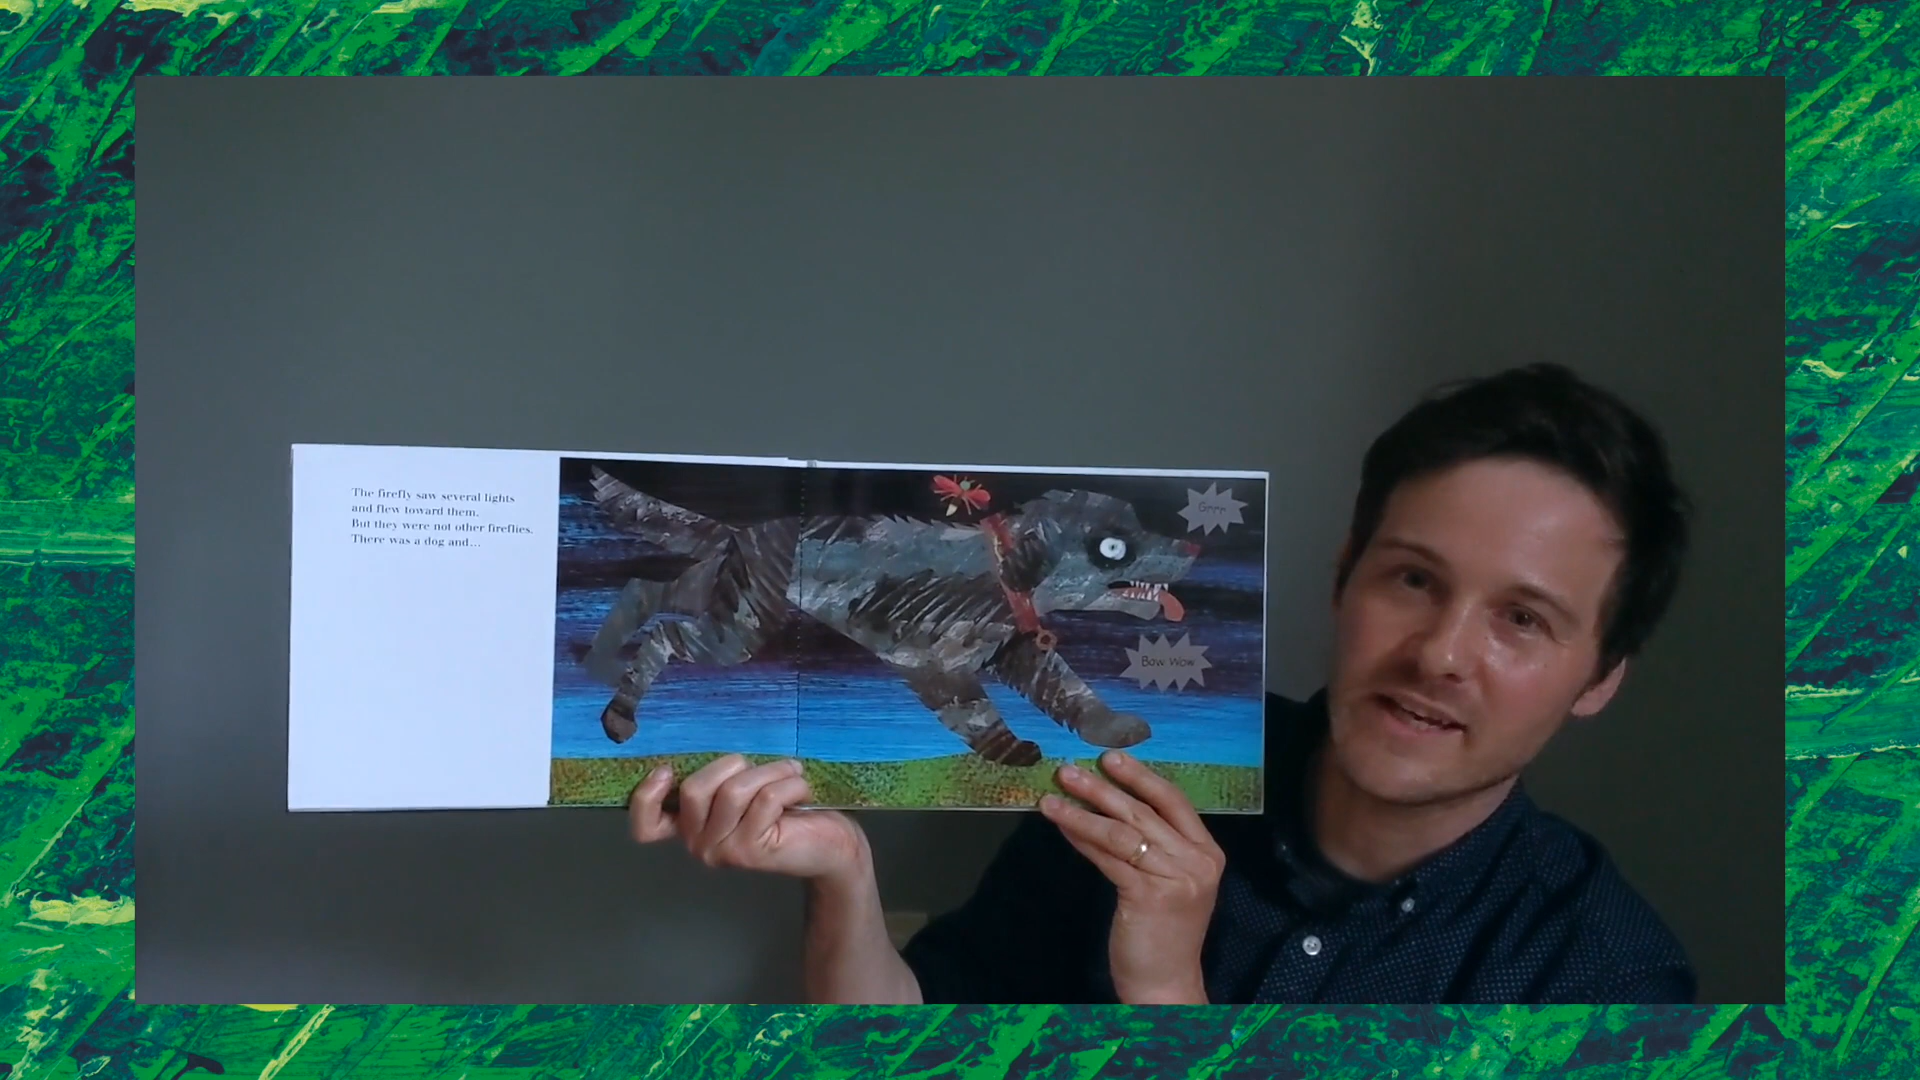 The firefly saw several lights
and flew toward them.
But they were not other fireflies.
There was a dog and...
Grrrr
Bow Wow